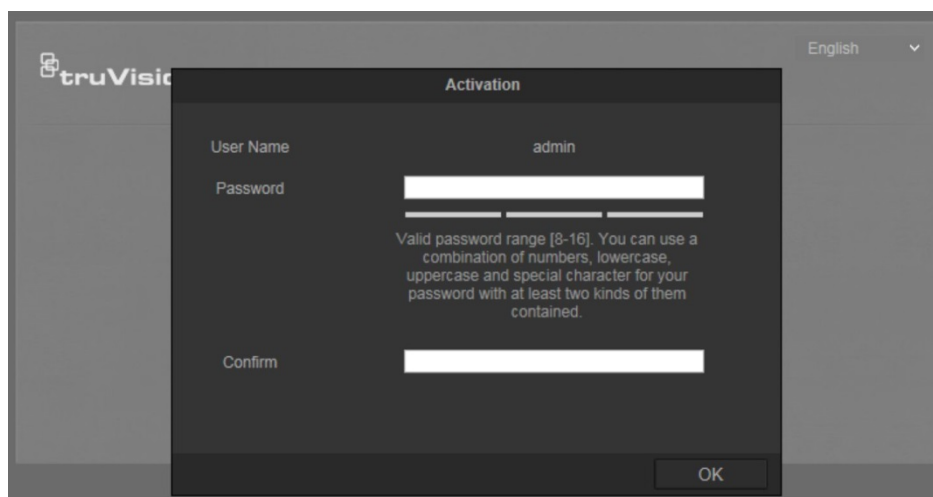 English
truVisic
Activation
User Name
admin
Password
Valid password range [8-16]. You can use a
combination of numbers, lowercase,
uppercase and special character for your
password with at least two kinds of them
contained.
Confirm
OK